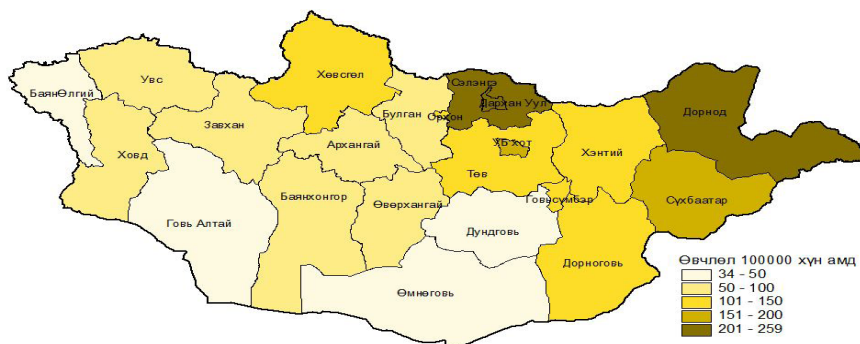 Хөвсгөл
Увс
Сэлэнгэ
БаянӨлгий
Дархан Уул
Дорнод
Булган
Орхон
Завхан
УБ хот
Архангай
Ховд
Хэнтий
Төв
Баянхонгор
Говьсүмбэр
Сүхбаатар
Өвөрхангай
Говь Алтай
Дундговь
Дорноговь
Өмнөговь
Өвчлөл 100000 хүн амд
34 - 50
50 - 100
101 - 150
151 - 200
201 - 259